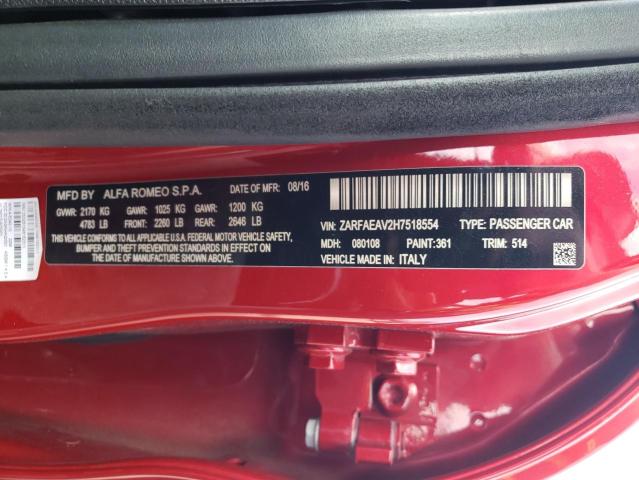 MFD BY ALFA ROMEO S.P.A. DATE OF MFR: 08/16
GVWR: 2170 KG GAWR: 1025 KG GAWR: 1200 KG
4783 LB FRONT: 2260 LB REAR: 2646 LB
THIS VEHICLE CONFORMS TO ALL APPLICABLE U.S.A. FEDERAL MOTOR VEHICLE SAFETY,
BUMPER AND THEFT PREVENTION STANDARDS IN EFFECT ON
THE DATE OF MANUFACTURE SHOWN ABOVE.
VIN: ZARFAEAV2H7518554 TYPE: PASSENGER CAR
MDH: 080108 PAINT: 361 TRIM: 514
VEHICLE MADE IN: ITALY